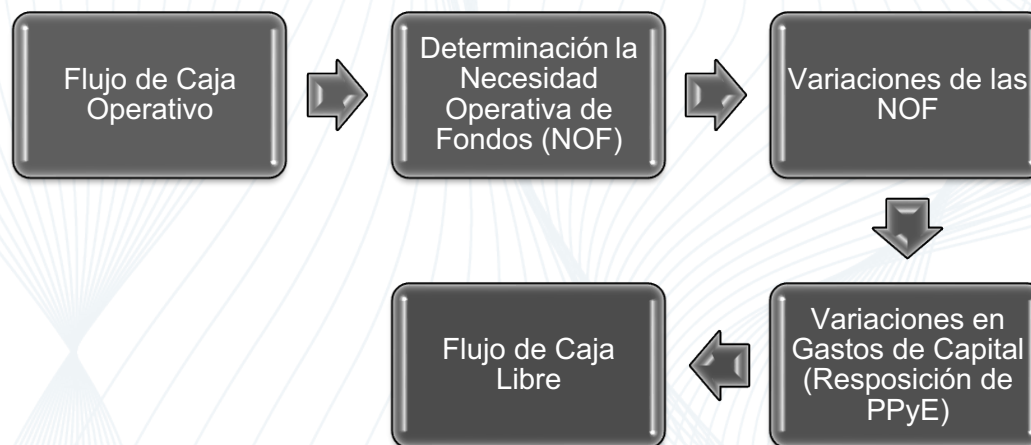 Flujo de Caja
Operativo
Determinación la
Necesidad
Operativa de
Fondos (NOF)
Variaciones de las
NOF
Variaciones en
Gastos de Capital
(Resposición de
PPyE)
Flujo de Caja
Libre